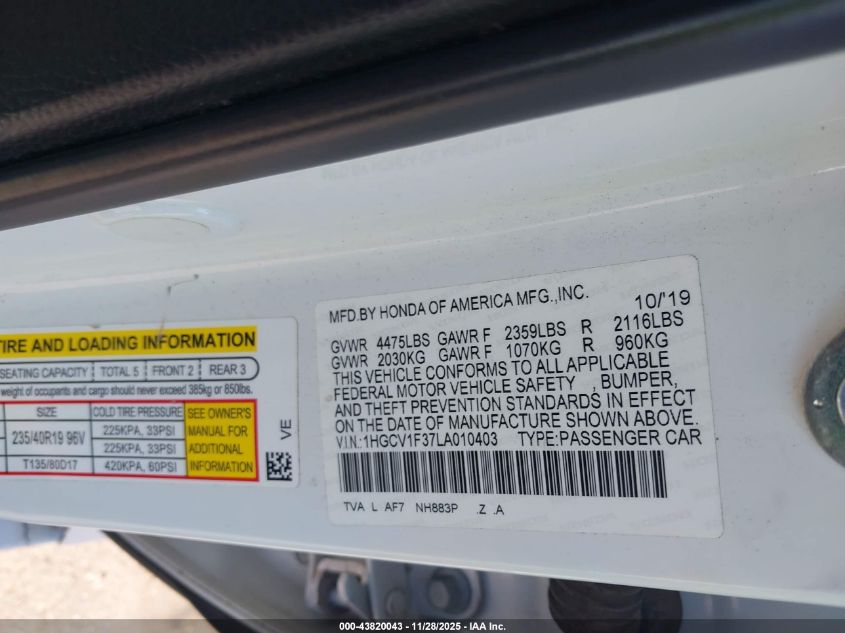 TIRE AND LOADING INFORMATION
SEATING CAPACITY TOTAL 5 FRONT 2 REAR 3
weight of occupants and cargo should never exceed 385kg or 850lbs.
SIZE COLD TIRE PRESSURE SEE OWNER'S
235/40R19 96V 225KPA, 33PSI MANUAL FOR
225KPA, 33PSI ADDITIONAL
T135/80D17 420KPA, 60PSI INFORMATION
VE
MFD.BY HONDA OF AMERICA MFG.,INC. 10/'19
GVWR 4475LBS GAWR F 2359LBS R 2116LBS
GVWR 2030KG GAWR F 1070KG R 960KG
THIS VEHICLE CONFORMS TO ALL APPLICABLE
FEDERAL MOTOR VEHICLE SAFETY , BUMPER,
AND THEFT PREVENTION STANDARDS IN EFFECT
ON THE DATE OF MANUFACTURE SHOWN ABOVE.
V.I.N.:1HGCV1F37LA010403 TYPE:PASSENGER CAR
TVA L AF7 NH883P .Z .A
000-43820043 - 11/28/2025 - IAA Inc.